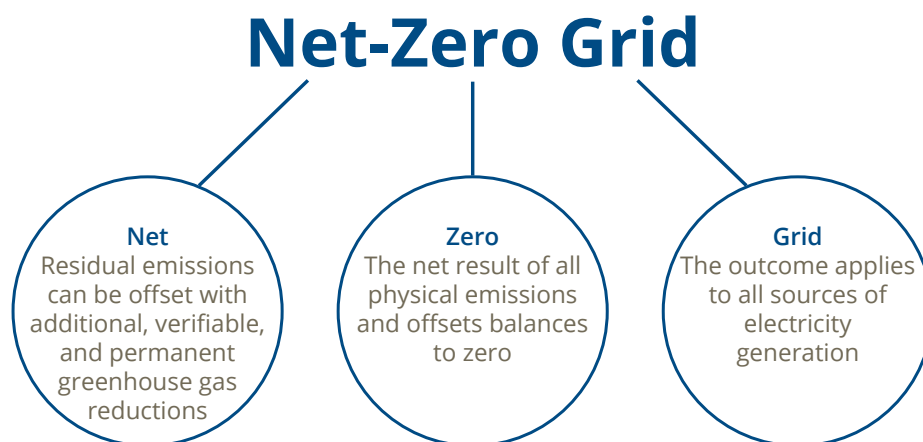 Net-Zero Grid
Net
Residual emissions
can be offset with
additional, verifiable,
and permanent
greenhouse gas
reductions
Zero
The net result of all
physical emissions
and offsets balances
to zero
Grid
The outcome applies
to all sources of
electricity
generation